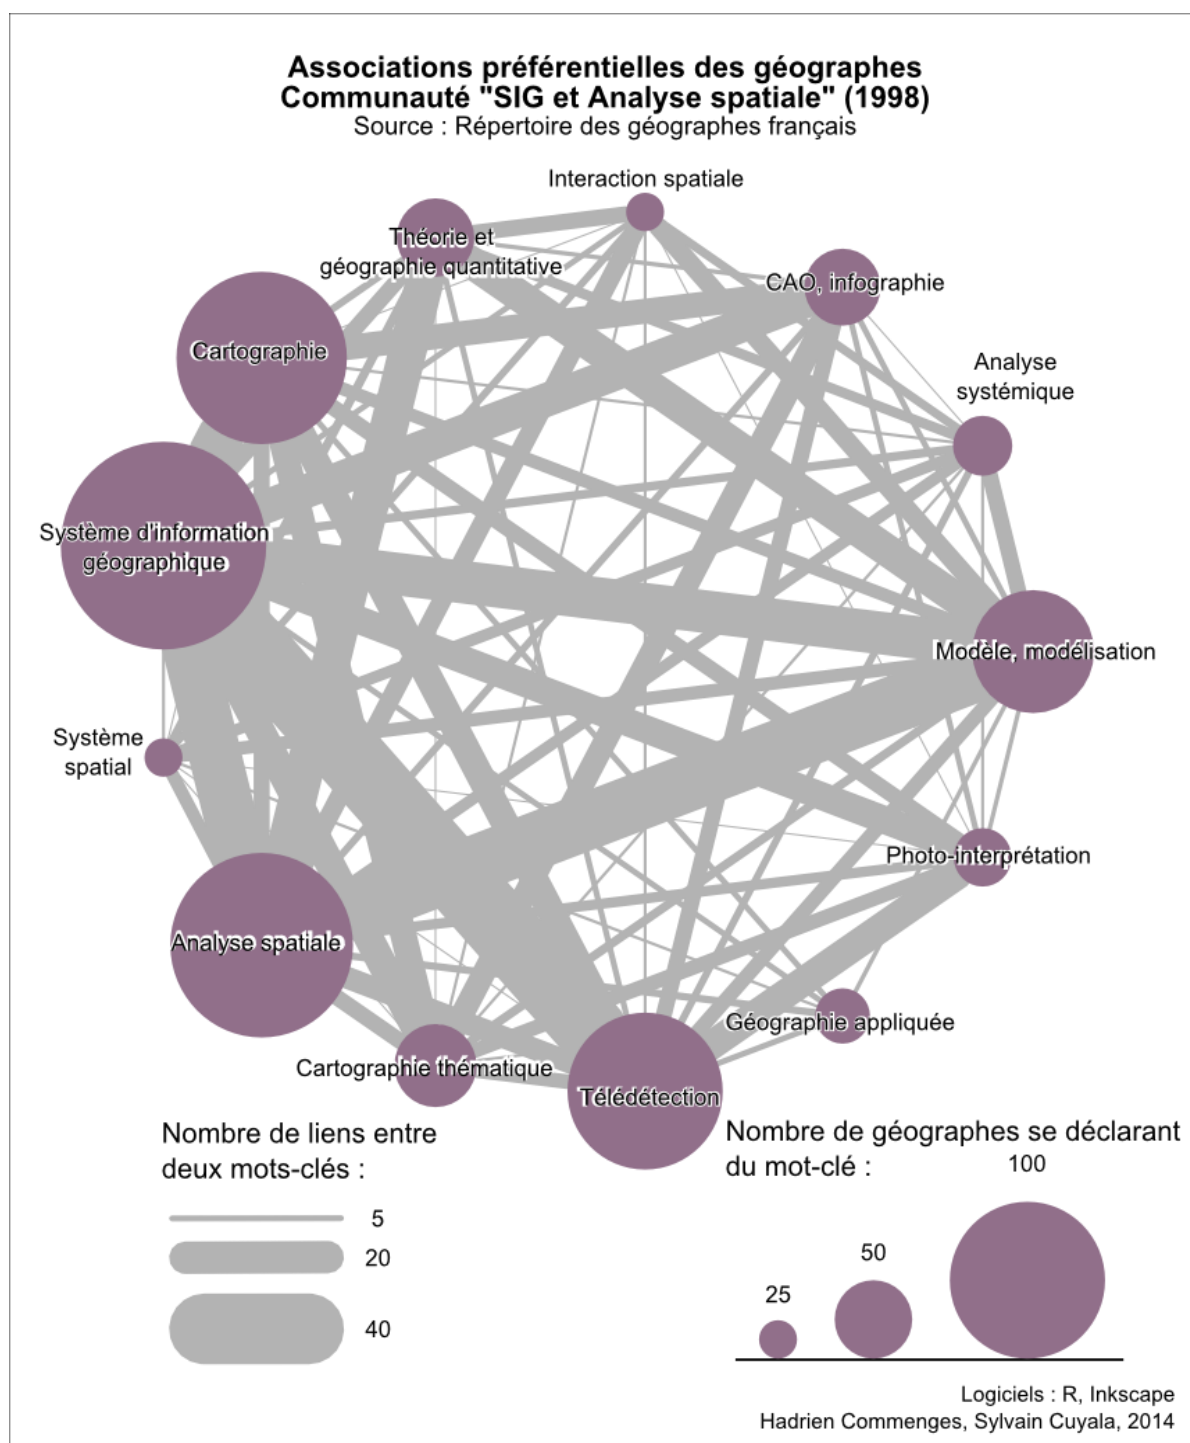 Associations préférentielles des géographes
Communauté "SIG et Analyse spatiale" (1998)
Source : Répertoire des géographes français
Interaction spatiale
Théorie et
géographie quantitative
CAO, infographie
Cartographie
Analyse
systémique
Système d'information
géographique
Modèle, modélisation
Système
spatial
Photo-interprétation
Analyse spatiale
Géographie appliquée
Cartographie thématique
Télédétection
Nombre de liens entre
deux mots-clés :
5
20
40
Nombre de géographes se déclarant
du mot-clé :
100
50
25
Logiciels : R, Inkscape
Hadrien Commenges, Sylvain Cuyala, 2014